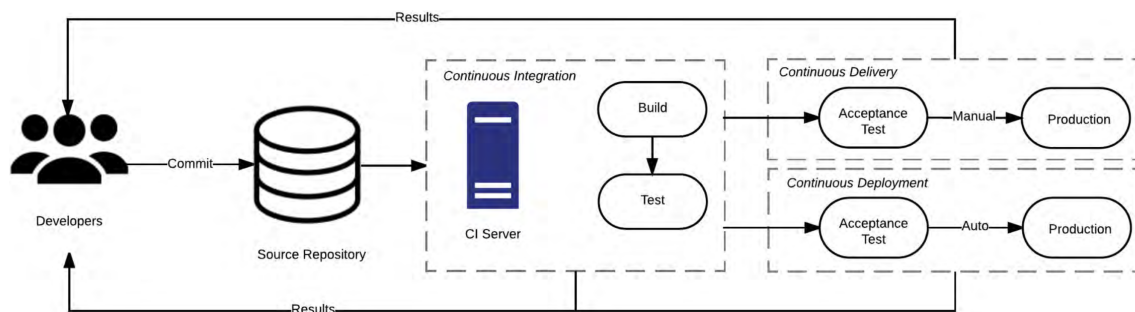 Results
Continuous Integration
Continuous Delivery
Build
Acceptance
Test
Manual
Production
Commit
Developers
Source Repository
CI Server
Test
Continuous Deployment
Acceptance
Test
Auto
Production
Results